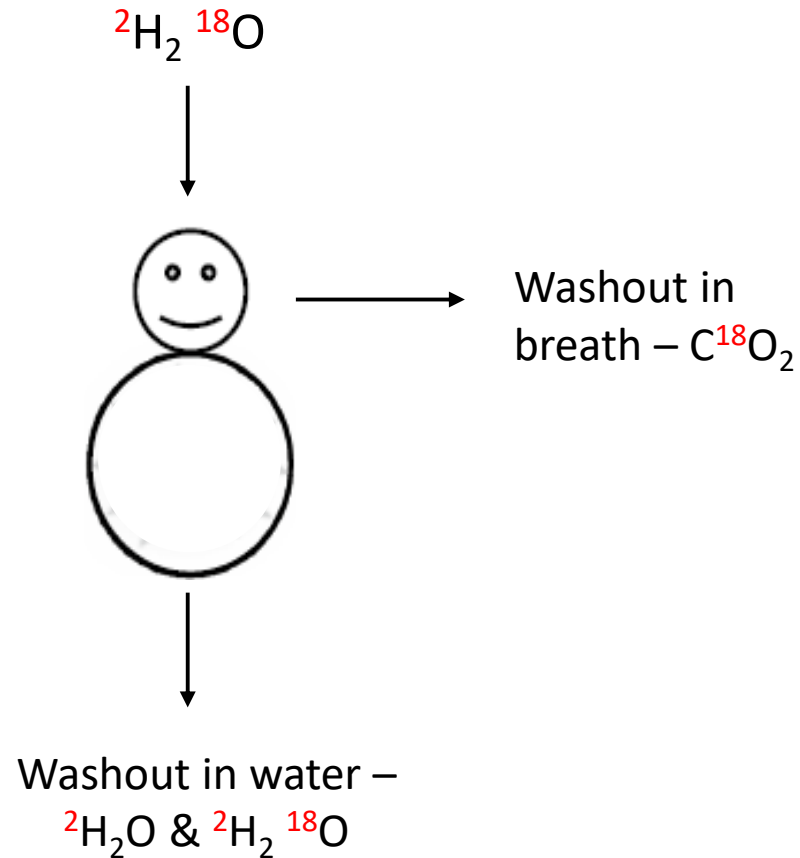 ²H₂ ¹⁸O
Washout in
breath – C¹⁸O₂
Washout in water –
²H₂O & ²H₂ ¹⁸O